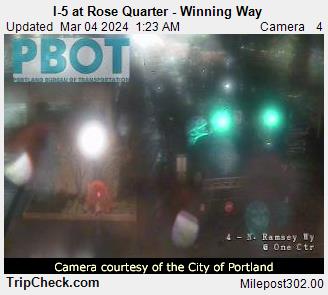 I-5 at Rose Quarter - Winning Way
Updated Mar 04 2024 1:23 AM Camera 4
PBOT
PORTLAND BUREAU OF TRANSPORTATION
4 - N. Ramsey Wy
@ One Ctr
Camera courtesy of the City of Portland
TripCheck.com Milepost302.00